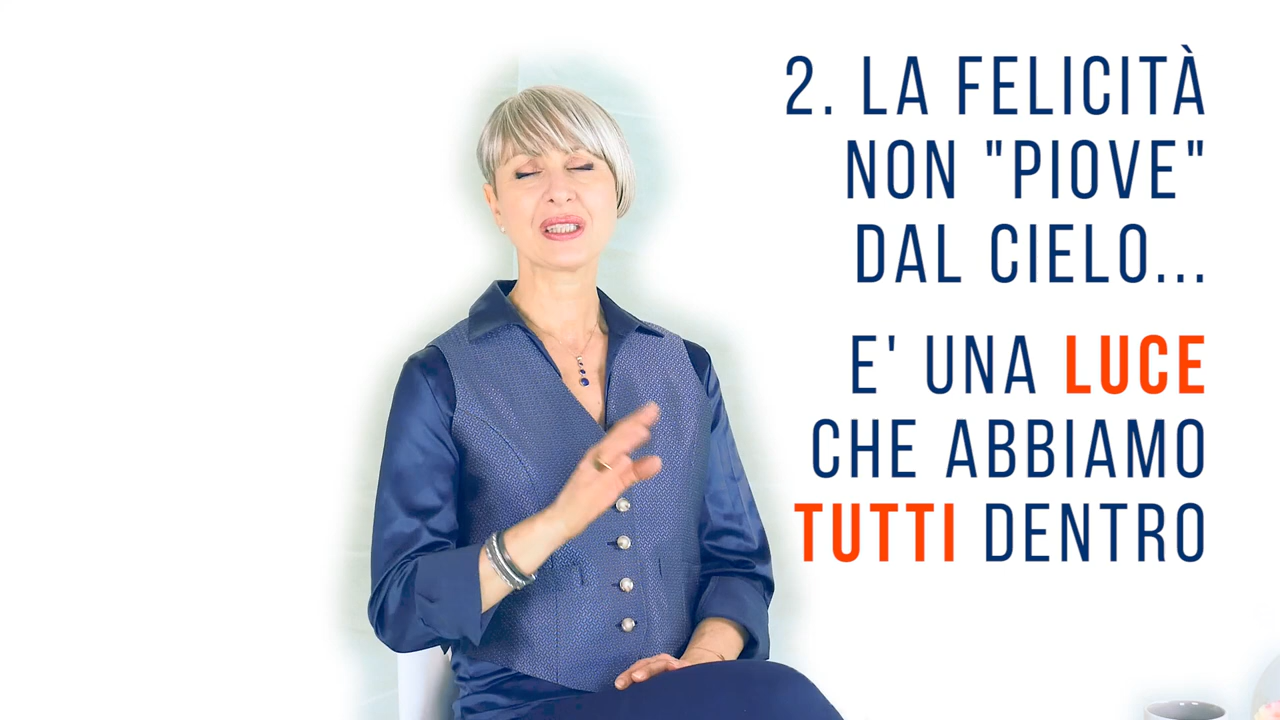 2. LA FELICITÀ
NON "PIOVE"
DAL CIELO...
E' UNA LUCE
CHE ABBIAMO
TUTTI DENTRO